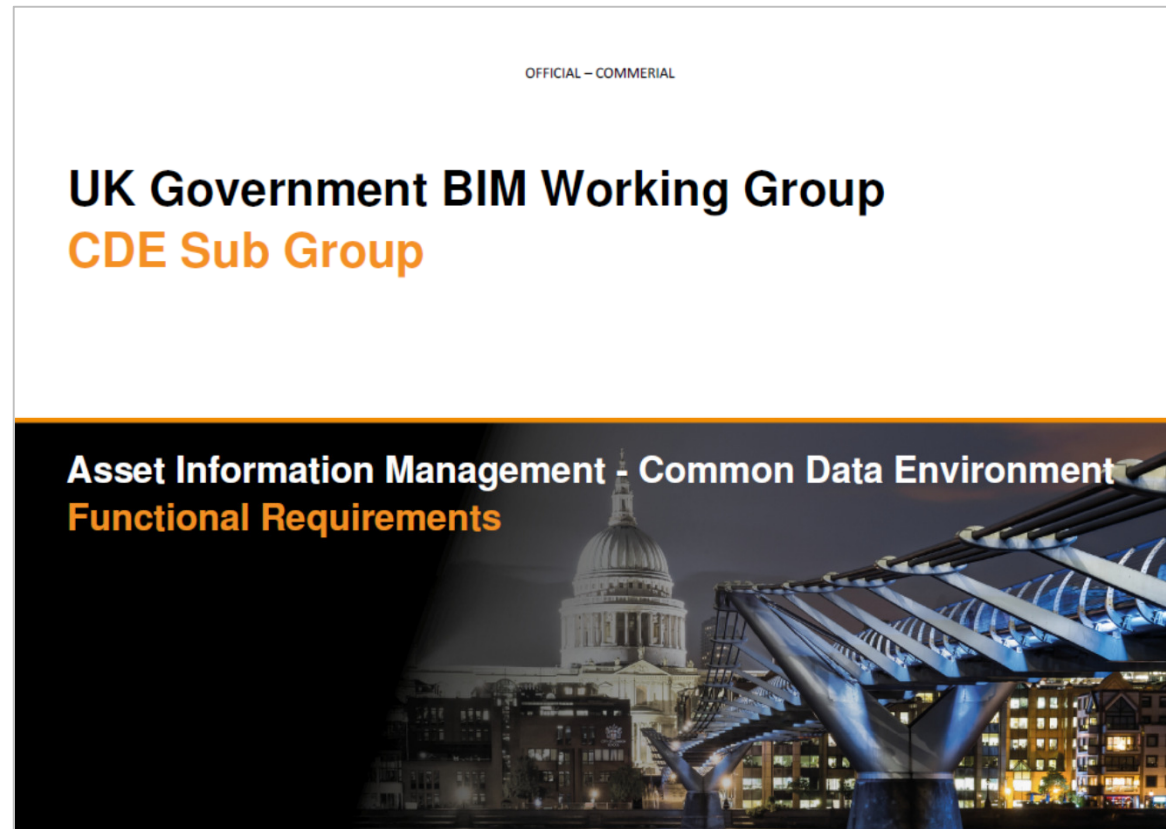 OFFICIAL – COMMERIAL
UK Government BIM Working Group
CDE Sub Group
Asset Information Management - Common Data Environment
Functional Requirements